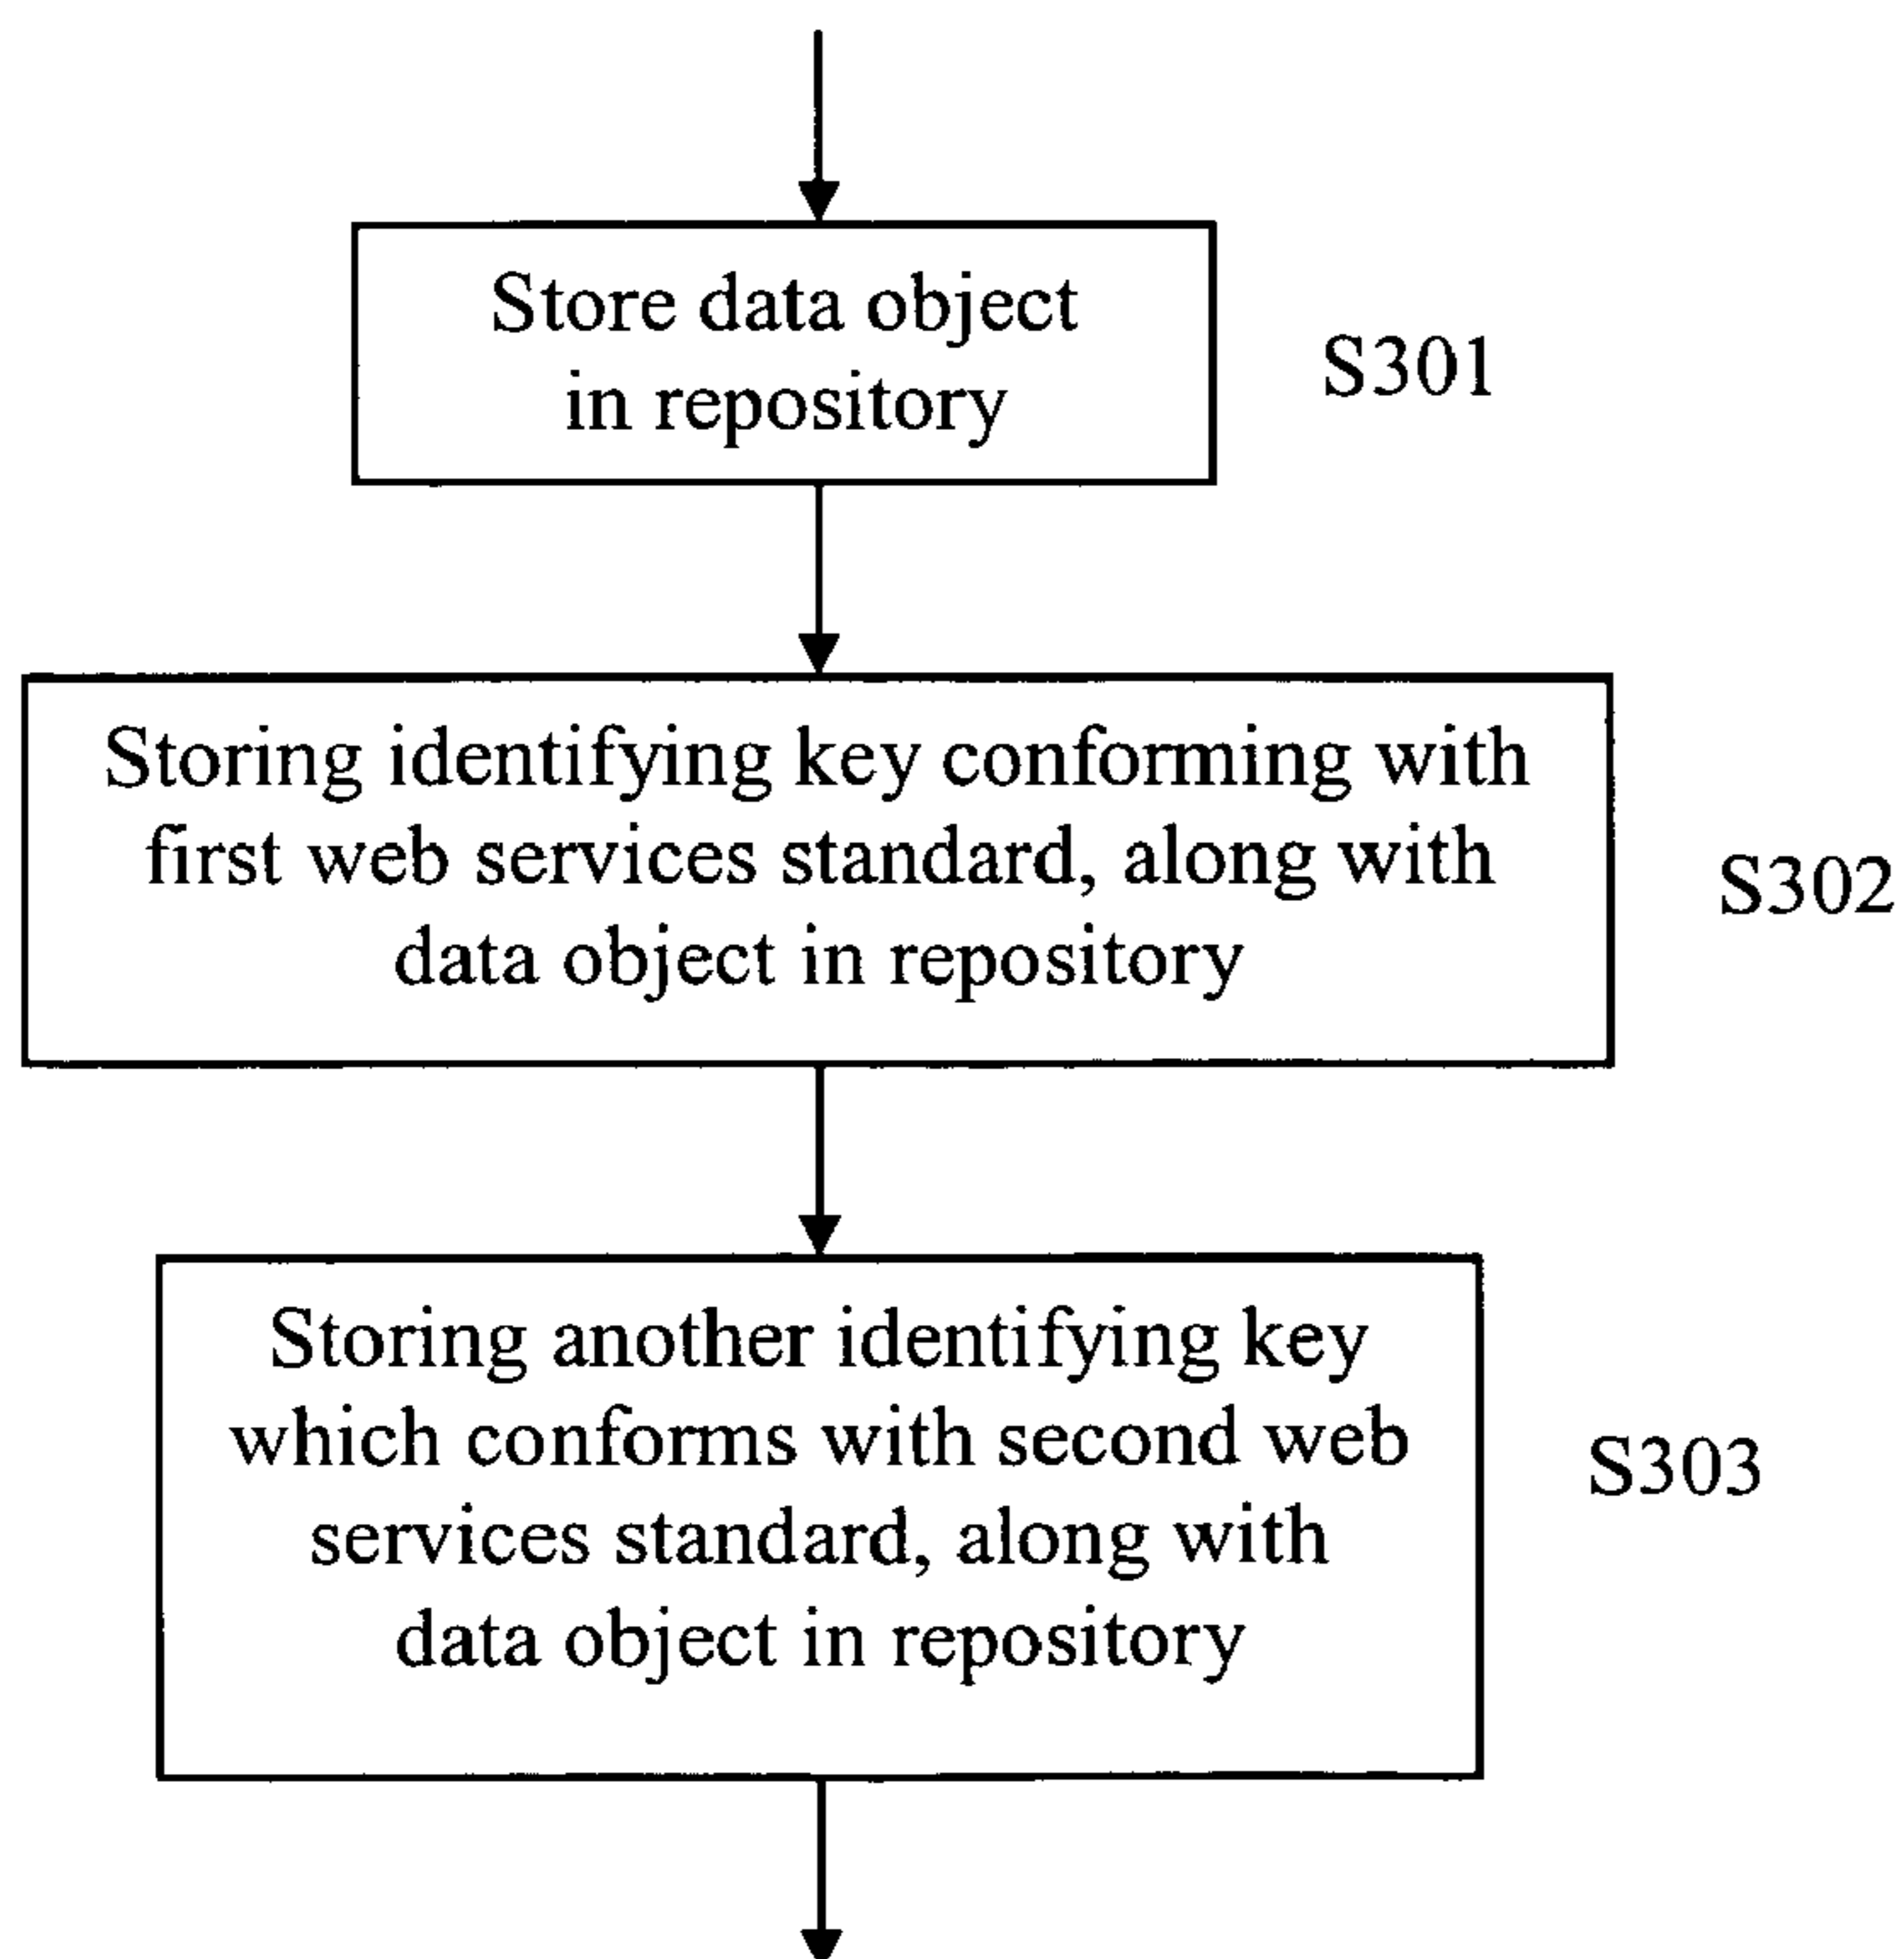 Store data object
in repository
S301
Storing identifying key conforming with
first web services standard, along with
data object in repository
S302
Storing another identifying key
which conforms with second web
services standard, along with
data object in repository
S303